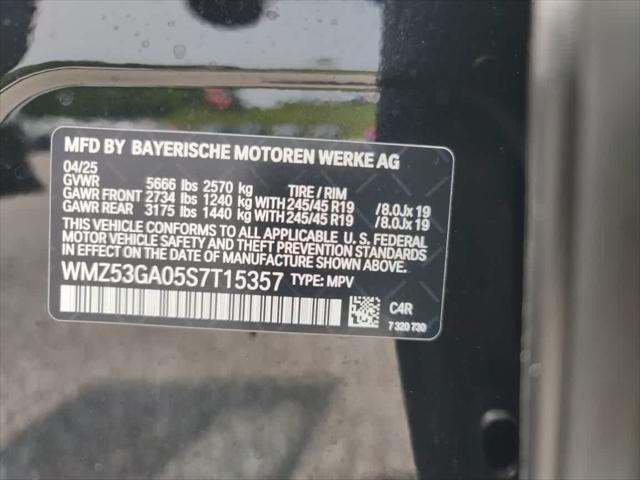 MFD BY BAYERISCHE MOTOREN WERKE AG
04/25
GVWR 5666 lbs 2570 kg TIRE / RIM
GAWR FRONT 2734 lbs 1240 kg WITH 245/45 R19 /8.0Jx19
GAWR REAR 3175 lbs 1440 kg WITH 245/45 R19 /8.0Jx19
THIS VEHICLE CONFORMS TO ALL APPLICABLE U. S. FEDERAL
MOTOR VEHICLE SAFETY AND THEFT PREVENTION STANDARDS
IN EFFECT ON THE DATE OF MANUFACTURE SHOWN ABOVE.
WMZ53GA05S7T15357 TYPE: MPV
C4R
7 320 730